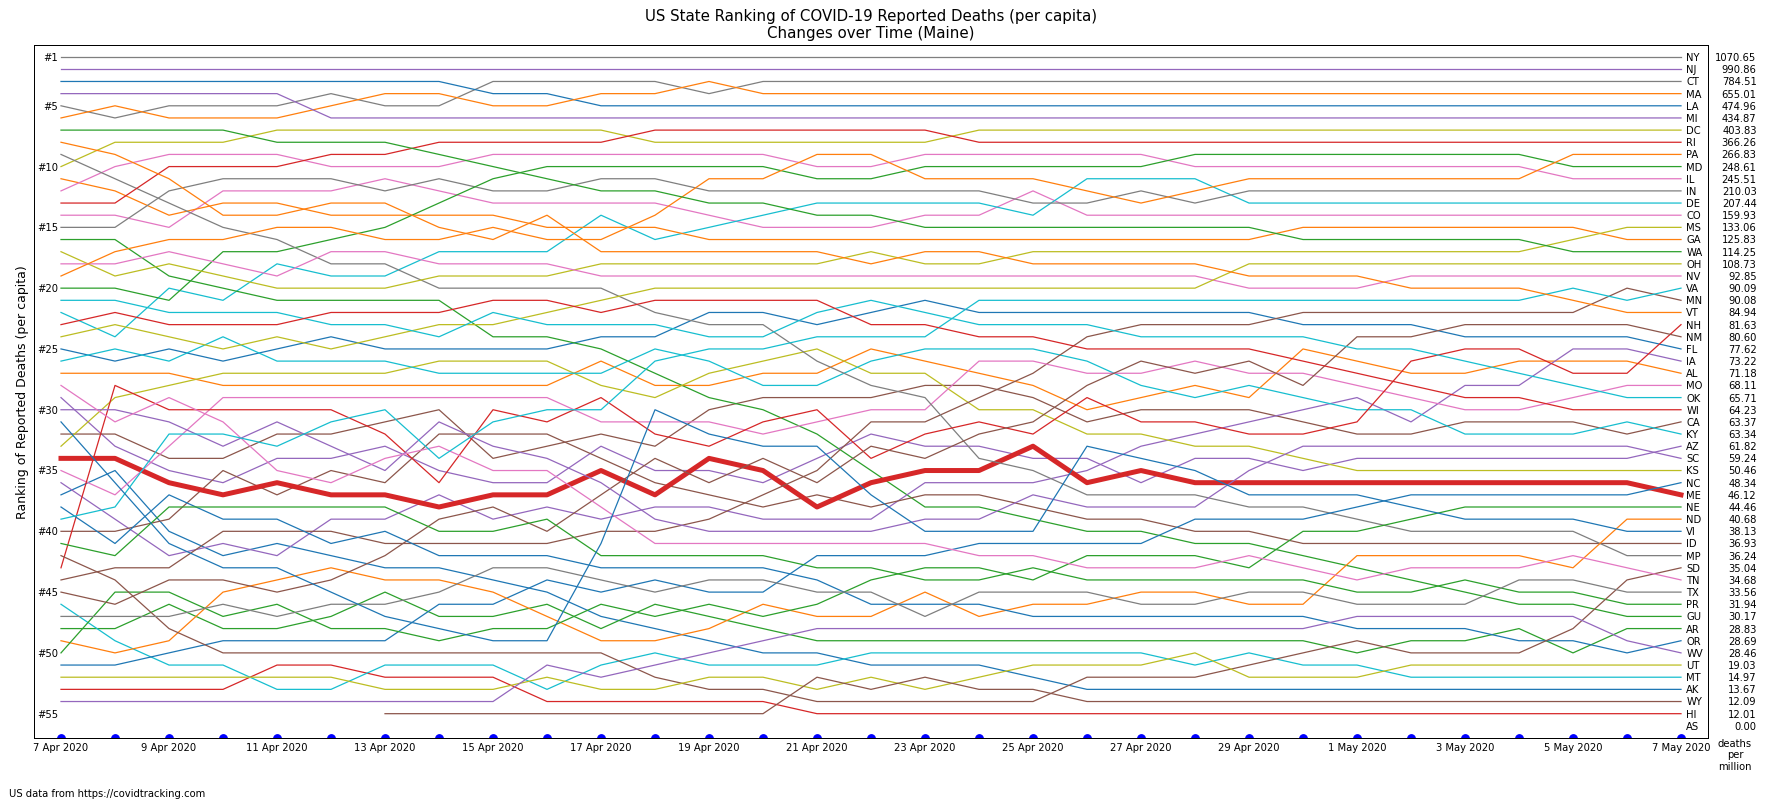 US State Ranking of COVID-19 Reported Deaths (per capita)
Changes over Time (Maine)
Ranking of Reported Deaths (per capita)
#1
#5
#10
#15
#20
#25
#30
#35
#40
#45
#50
#55
NY 1070.65
NJ 990.86
CT 784.51
MA 655.01
LA 474.96
MI 434.87
DC 403.83
RI 366.26
PA 266.83
MD 248.61
IL 245.51
IN 210.03
DE 207.44
CO 159.93
MS 133.06
GA 125.83
WA 114.25
OH 108.73
NV 92.85
VA 90.09
MN 90.08
VT 84.94
NH 81.63
NM 80.60
FL 77.62
IA 73.22
AL 71.18
MO 68.11
OK 65.71
WI 64.23
CA 63.37
KY 63.34
AZ 61.82
SC 59.24
KS 50.46
NC 48.34
ME 46.12
NE 44.46
ND 40.68
VI 38.13
ID 36.93
MP 36.24
SD 35.04
TN 34.68
TX 33.56
PR 31.94
GU 30.17
AR 28.83
OR 28.69
WV 28.46
UT 19.03
MT 14.97
AK 13.67
WY 12.09
HI 12.01
AS 0.00
7 Apr 2020 9 Apr 2020 11 Apr 2020 13 Apr 2020 15 Apr 2020 17 Apr 2020 19 Apr 2020 21 Apr 2020 23 Apr 2020 25 Apr 2020 27 Apr 2020 29 Apr 2020 1 May 2020 3 May 2020 5 May 2020 7 May 2020
deaths
per
million
US data from https://covidtracking.com